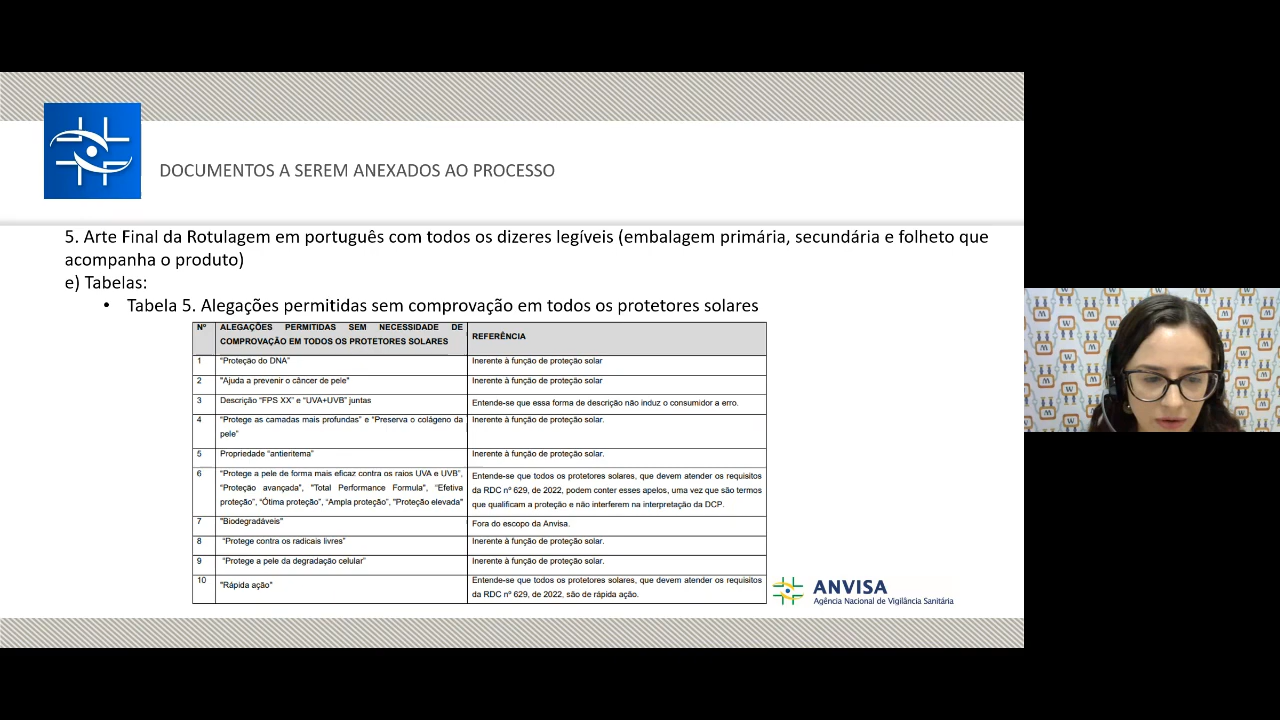 DOCUMENTOS A SEREM ANEXADOS AO PROCESSO
5. Arte Final da Rotulagem em português com todos os dizeres legíveis (embalagem primária, secundária e folheto que
acompanha o produto)
e) Tabelas:
• Tabela 5. Alegações permitidas sem comprovação em todos os protetores solares
Nº ALEGAÇÕES PERMITIDAS SEM NECESSIDADE DE
COMPROVAÇÃO EM TODOS OS PROTETORES SOLARES
REFERÊNCIA
1 "Proteção do DNA" Inerente à função de proteção solar
2 "Ajuda a prevenir o câncer de pele" Inerente à função de proteção solar
3 Descrição "FPS XX" e "UVA+UVB" juntas Entende-se que essa forma de descrição não induz o consumidor a erro.
4 "Protege as camadas mais profundas" e "Preserva o colágeno da
pele"
Inerente à função de proteção solar.
5 Propriedade "antieritema" Inerente à função de proteção solar.
6 "Protege a pele de forma mais eficaz contra os raios UVA e UVB",
"Proteção avançada", "Total Performance Formula", "Efetiva
proteção", "Ótima proteção", "Ampla proteção", "Proteção elevada"
Entende-se que todos os protetores solares, que devem atender os requisitos
da RDC nº 629, de 2022, podem conter esses apelos, uma vez que são termos
que qualificam a proteção e não interferem na interpretação da DCP.
7 "Biodegradáveis" Fora do escopo da Anvisa.
8 "Protege contra os radicais livres" Inerente à função de proteção solar.
9 "Protege a pele da degradação celular" Inerente à função de proteção solar.
10 "Rápida ação" Entende-se que todos os protetores solares, que devem atender os requisitos
da RDC nº 629, de 2022, são de rápida ação.
ANVISA
Agência Nacional de Vigilância Sanitária